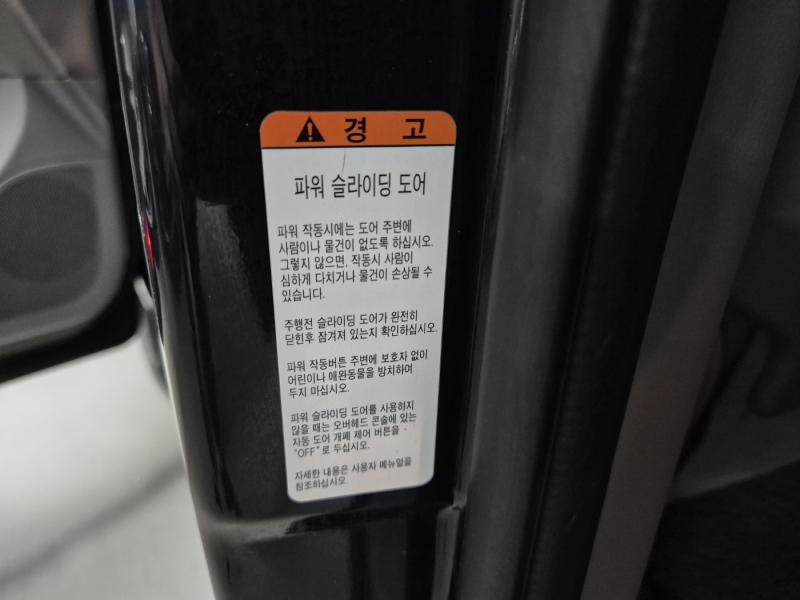 경 고
파워 슬라이딩 도어
파워 작동시에는 도어 주변에
사람이나 물건이 없도록 하십시오.
그렇지 않으면, 작동시 사람이
심하게 다치거나 물건이 손상될 수
있습니다.
주행전 슬라이딩 도어가 완전히
닫힌후 잠겨져 있는지 확인하십시오.
파워 작동버튼 주변에 보호자 없이
어린이나 애완동물을 방치하여
두지 마십시오.
파워 슬라이딩 도어를 사용하지
않을 때는 오버헤드 콘솔에 있는
자동 도어 개폐 제어 버튼을
"OFF" 로 두십시오.
자세한 내용은 사용자 메뉴얼을
참조하십시오.